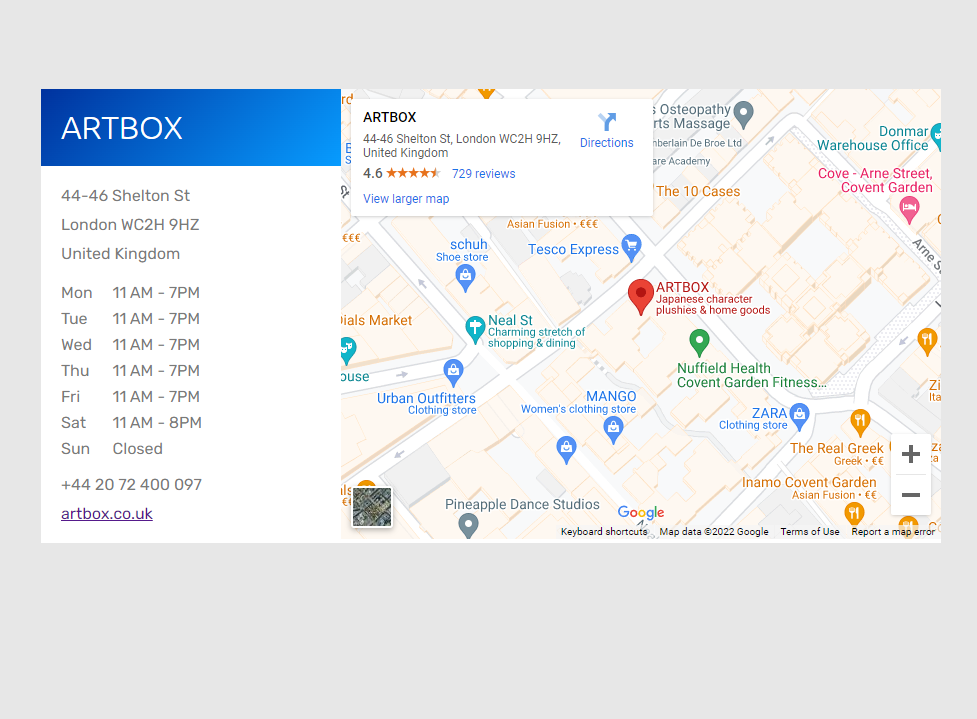 ARTBOX
44-46 Shelton St
London WC2H 9HZ
United Kingdom
Mon 11 AM - 7PM
Tue 11 AM - 7PM
Wed 11 AM - 7PM
Thu 11 AM - 7PM
Fri 11 AM - 7PM
Sat 11 AM - 8PM
Sun Closed
+44 20 72 400 097
artbox.co.uk
ARTBOX
44-46 Shelton St, London WC2H 9HZ,
United Kingdom
4.6 729 reviews
View larger map
Directions
Osteopathy
Massage
De Broe Ltd
Academy
Donmar
Warehouse Office
Cove - Arne Street,
Covent Garden
The 10 Cases
Asian Fusion • €€€
€€€
Arne St
schuh
Shoe store
Tesco Express
ARTBOX
Japanese character
plushies & home goods
Dials Market
Neal St
Charming stretch of
shopping & dining
Nuffield Health
Covent Garden Fitness...
Urban Outfitters
Clothing store
MANGO
Women's clothing store
ZARA
Clothing store
The Real Greek
Greek • €€
Inamo Covent Garden
Asian Fusion • €€
Pineapple Dance Studios
Google
Keyboard shortcuts Map data ©2022 Google Terms of Use Report a map error